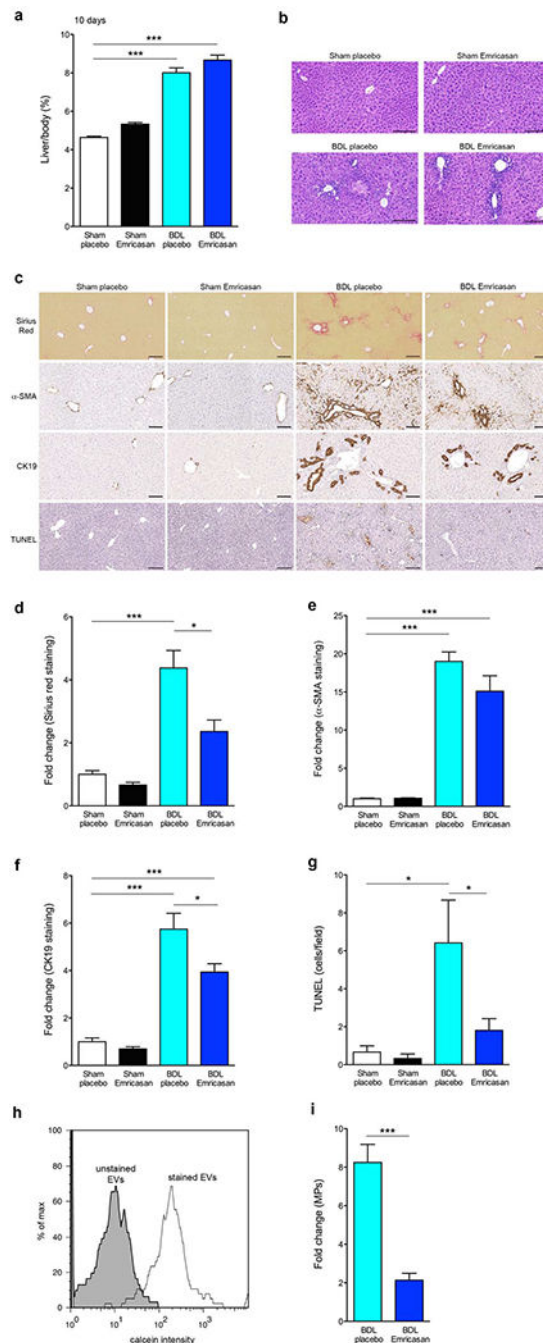 a
10 days
***
***
Liver/body (%)
10
8
6
4
2
0
Sham placebo
Sham Emricasan
BDL placebo
BDL Emricasan
b
Sham placebo
Sham Emricasan
BDL placebo
BDL Emricasan
c
Sham placebo
Sham Emricasan
BDL placebo
BDL Emricasan
Sirius Red
α-SMA
CK19
TUNEL
d
***
*
Fold change (Sirius red staining)
6
4
2
0
Sham placebo
Sham Emricasan
BDL placebo
BDL Emricasan
e
***
***
Fold change (α-SMA staining)
25
20
15
10
5
0
Sham placebo
Sham Emricasan
BDL placebo
BDL Emricasan
f
***
***
*
Fold change (CK19 staining)
8
6
4
2
0
Sham placebo
Sham Emricasan
BDL placebo
BDL Emricasan
g
*
*
TUNEL (cells/field)
10
8
6
4
2
0
Sham placebo
Sham Emricasan
BDL placebo
BDL Emricasan
h
unstained EVs
stained EVs
% of max
100
80
60
40
20
0
10⁰
10¹
10²
10³
calcein intensity
i
***
Fold change (MPs)
10
8
6
4
2
0
BDL placebo
BDL Emricasan